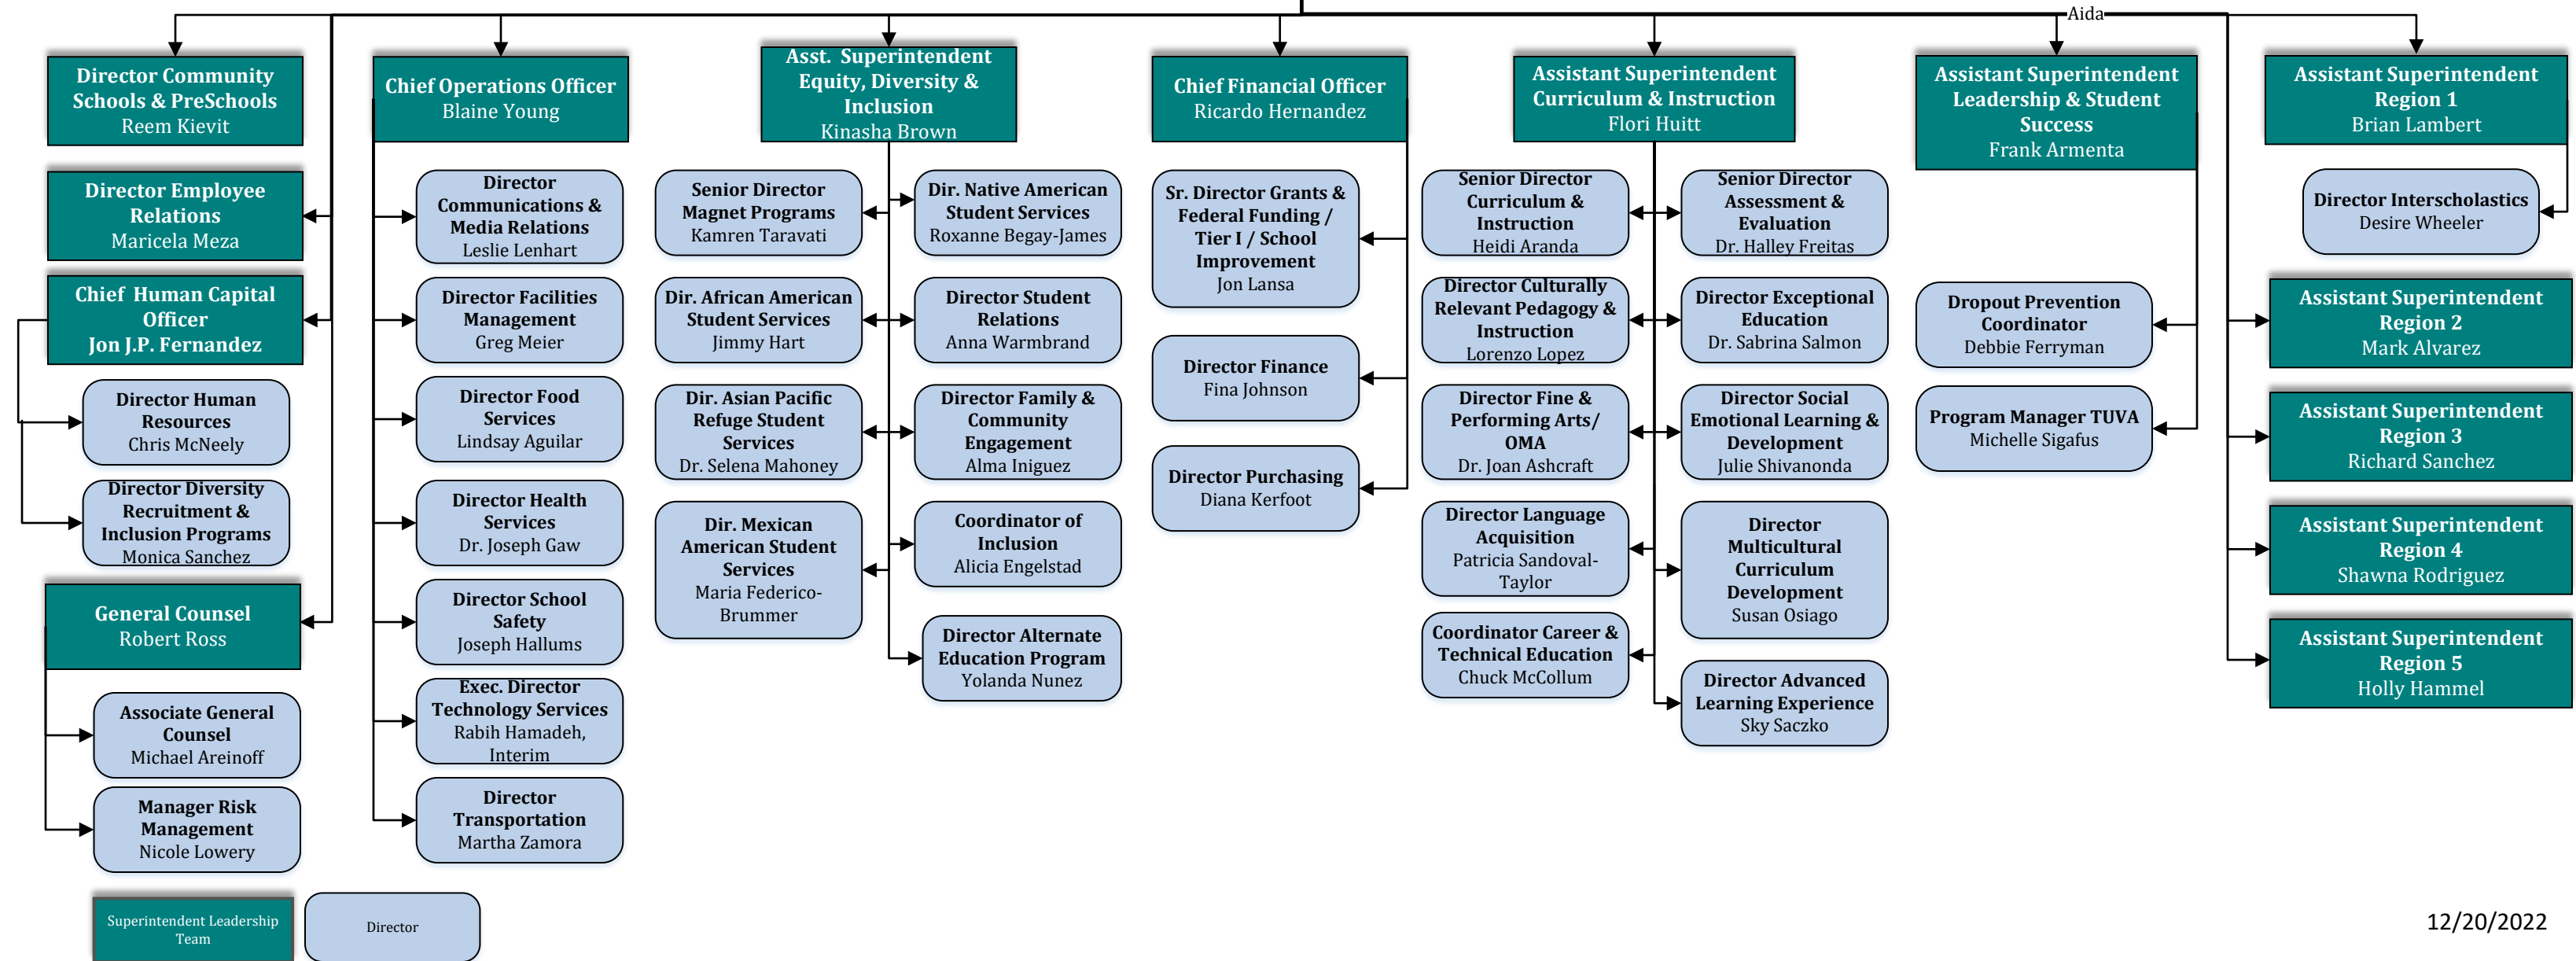 Aida
Director Community
Schools & PreSchools
Reem Kievit
Director Employee
Relations
Maricela Meza
Chief  Human Capital
Officer
Jon J.P. Fernandez
Director Human
Resources
Chris McNeely
Director Diversity
Recruitment &
Inclusion Programs
Monica Sanchez
General Counsel
Robert Ross
Associate General
Counsel
Michael Areinoff
Manager Risk
Management
Nicole Lowery
Chief Operations Officer
Blaine Young
Director
Communications &
Media Relations
Leslie Lenhart
Director Facilities
Management
Greg Meier
Director Food
Services
Lindsay Aguilar
Director Health
Services
Dr. Joseph Gaw
Director School
Safety
Joseph Hallums
Exec. Director
Technology Services
Rabih Hamadeh,
Interim
Director
Transportation
Martha Zamora
Asst.  Superintendent
Equity, Diversity &
Inclusion
Kinasha Brown
Senior Director
Magnet Programs
Kamren Taravati
Dir. African American
Student Services
Jimmy Hart
Dir. Asian Pacific
Refuge Student
Services
Dr. Selena Mahoney
Dir. Mexican
American Student
Services
Maria Federico-
Brummer
Dir. Native American
Student Services
Roxanne Begay-James
Director Student
Relations
Anna Warmbrand
Director Family &
Community
Engagement
Alma Iniguez
Coordinator of
Inclusion
Alicia Engelstad
Director Alternate
Education Program
Yolanda Nunez
Chief Financial Officer
Ricardo Hernandez
Sr. Director Grants &
Federal Funding /
Tier I / School
Improvement
Jon Lansa
Director Finance
Fina Johnson
Director Purchasing
Diana Kerfoot
Assistant Superintendent
Curriculum & Instruction
Flori Huitt
Senior Director
Curriculum &
Instruction
Heidi Aranda
Director Culturally
Relevant Pedagogy &
Instruction
Lorenzo Lopez
Director Fine &
Performing Arts/
OMA
Dr. Joan Ashcraft
Director Language
Acquisition
Patricia Sandoval-
Taylor
Coordinator Career &
Technical Education
Chuck McCollum
Senior Director
Assessment &
Evaluation
Dr. Halley Freitas
Director Exceptional
Education
Dr. Sabrina Salmon
Director Social
Emotional Learning &
Development
Julie Shivanonda
Director
Multicultural
Curriculum
Development
Susan Osiago
Director Advanced
Learning Experience
Sky Saczko
Assistant Superintendent
Leadership & Student
Success
Frank Armenta
Dropout Prevention
Coordinator
Debbie Ferryman
Program Manager TUVA
Michelle Sigafus
Assistant Superintendent
Region 1
Brian Lambert
Director Interscholastics
Desire Wheeler
Assistant Superintendent
Region 2
Mark Alvarez
Assistant Superintendent
Region 3
Richard Sanchez
Assistant Superintendent
Region 4
Shawna Rodriguez
Assistant Superintendent
Region 5
Holly Hammel
Superintendent Leadership
Team
Director
12/20/2022